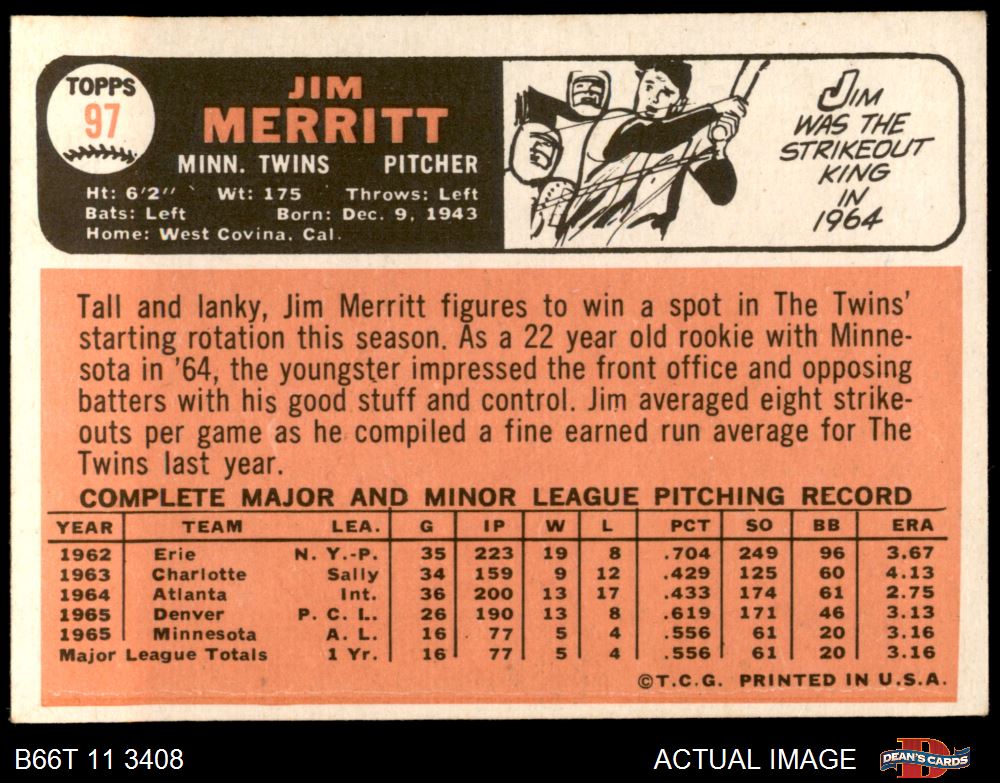 TOPPS
97
JIM
MERRITT
MINN. TWINS PITCHER
Ht: 6'2" Wt: 175 Throws: Left
Bats: Left Born: Dec. 9, 1943
Home: West Covina, Cal.
JIM
WAS THE
STRIKEOUT
KING
IN
1964
Tall and lanky, Jim Merritt figures to win a spot in The Twins'
starting rotation this season. As a 22 year old rookie with Minne-
sota in '64, the youngster impressed the front office and opposing
batters with his good stuff and control. Jim averaged eight strike-
outs per game as he compiled a fine earned run average for The
Twins last year.
COMPLETE MAJOR AND MINOR LEAGUE PITCHING RECORD
YEAR TEAM LEA. G IP W L PCT SO BB ERA
1962 Erie N. Y.-P. 35 223 19 8 .704 249 96 3.67
1963 Charlotte Sally 34 159 9 12 .429 125 60 4.13
1964 Atlanta Int. 36 200 13 17 .433 174 61 2.75
1965 Denver P. C. L. 26 190 13 8 .619 171 46 3.13
1965 Minnesota A. L. 16 77 5 4 .556 61 20 3.16
Major League Totals 1 Yr. 16 77 5 4 .556 61 20 3.16
©T.C.G. PRINTED IN U.S.A.
B66T 11 3408 ACTUAL IMAGE DEAN'S CARDS